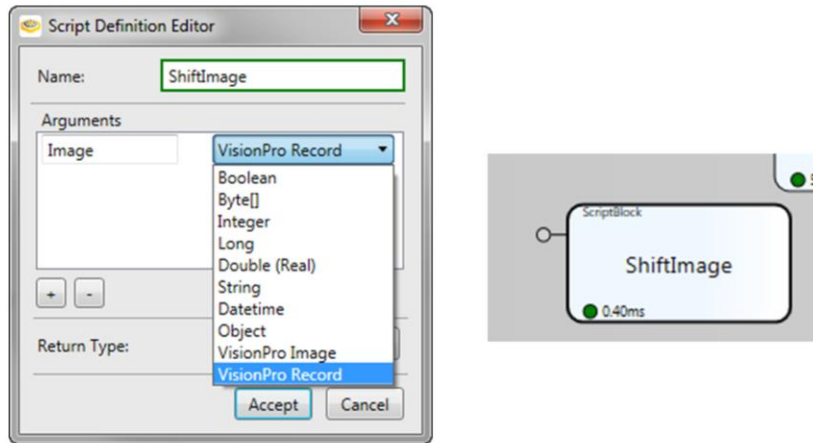 Script Definition Editor
Name:
ShiftImage
Arguments
Image
VisionPro Record
Boolean
Byte[]
Integer
Long
Double (Real)
String
Datetime
Object
VisionPro Image
VisionPro Record
+
-
Return Type:
Accept
Cancel
ScriptBlock
ShiftImage
0.40ms